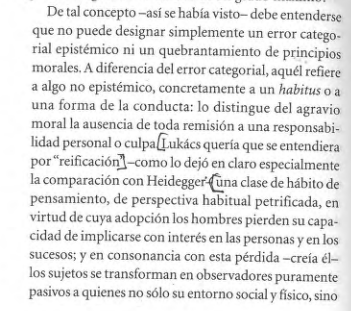 De tal concepto –así se había visto– debe entenderse
que no puede designar simplemente un error catego-
rial epistémico ni un quebrantamiento de principios
morales. A diferencia del error categorial, aquél refiere
a algo no epistémico, concretamente a un habitus o a
una forma de la conducta: lo distingue del agravio
moral la ausencia de toda remisión a una responsabi-
lidad personal o culpa. Lukács quería que se entendiera
por “reificación” –como lo dejó en claro especialmente
la comparación con Heidegger– una clase de hábito de
pensamiento, de perspectiva habitual petrificada, en
virtud de cuya adopción los hombres pierden su capa-
cidad de implicarse con interés en las personas y en los
sucesos; y en consonancia con esta pérdida –creía él–
los sujetos se transforman en observadores puramente
pasivos a quienes no sólo su entorno social y físico, sino